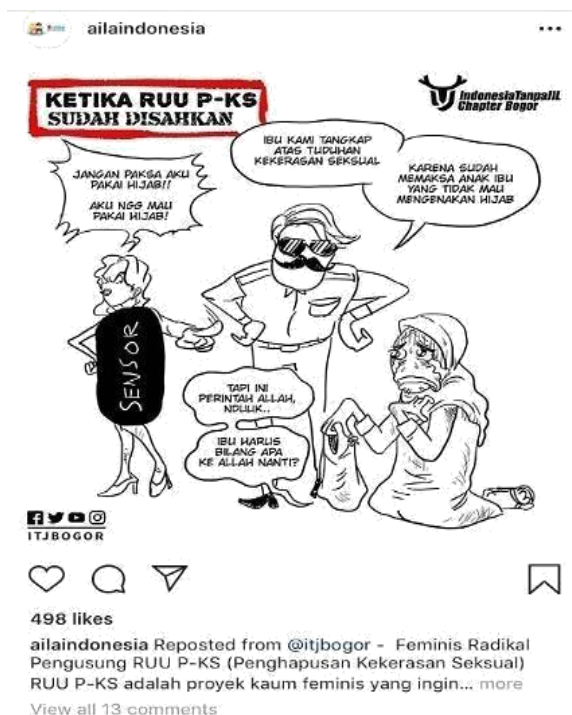 ailaindonesia
KETIKA RUU P-KS
SUDAH DISAHKAN
IndonesiaTanpaJIL
Chapter Bogor
JANGAN PAKSA AKU
PAKAI HIJAB!!
AKU NGG MAU
PAKAI HIJAB!
IBU KAMI TANGKAP
ATAS TUDUHAN
KEKERASAN SEKSUAL
KARENA SUDAH
MEMAKSA ANAK IBU
YANG TIDAK MAU
MENGENAKAN HIJAB
SENSOR
TAPI INI
PERINTAH ALLAH,
NDUUK..
IBU HARUS
BILANG APA
KE ALLAH NANTI?
ITJBOGOR
498 likes
ailaindonesia Reposted from @itjbogor - Feminis Radikal
Pengusung RUU P-KS (Penghapusan Kekerasan Seksual)
RUU P-KS adalah proyek kaum feminis yang ingin... more
View all 13 comments